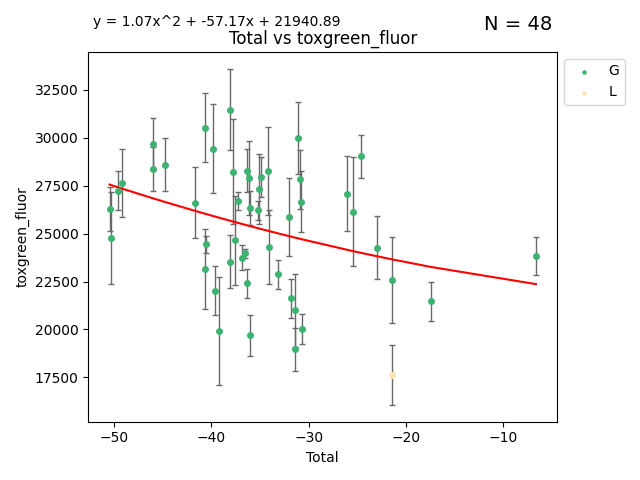 y = 1.07x^2 + -57.17x + 21940.89
N = 48
Total vs toxgreen_fluor
G
L
toxgreen_fluor
32500
30000
27500
25000
22500
20000
17500
−50
−40
−30
−20
−10
Total